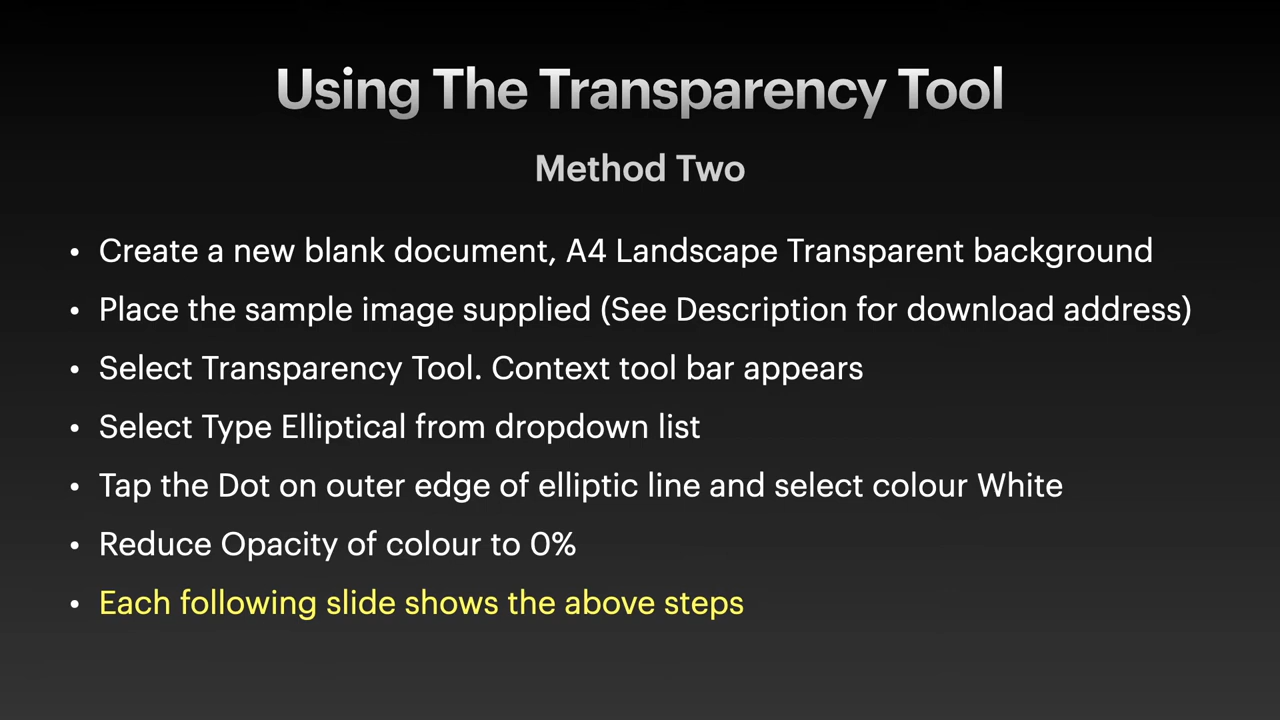 Using The Transparency Tool
Method Two
• Create a new blank document, A4 Landscape Transparent background
• Place the sample image supplied (See Description for download address)
• Select Transparency Tool. Context tool bar appears
• Select Type Elliptical from dropdown list
• Tap the Dot on outer edge of elliptic line and select colour White
• Reduce Opacity of colour to 0%
• Each following slide shows the above steps